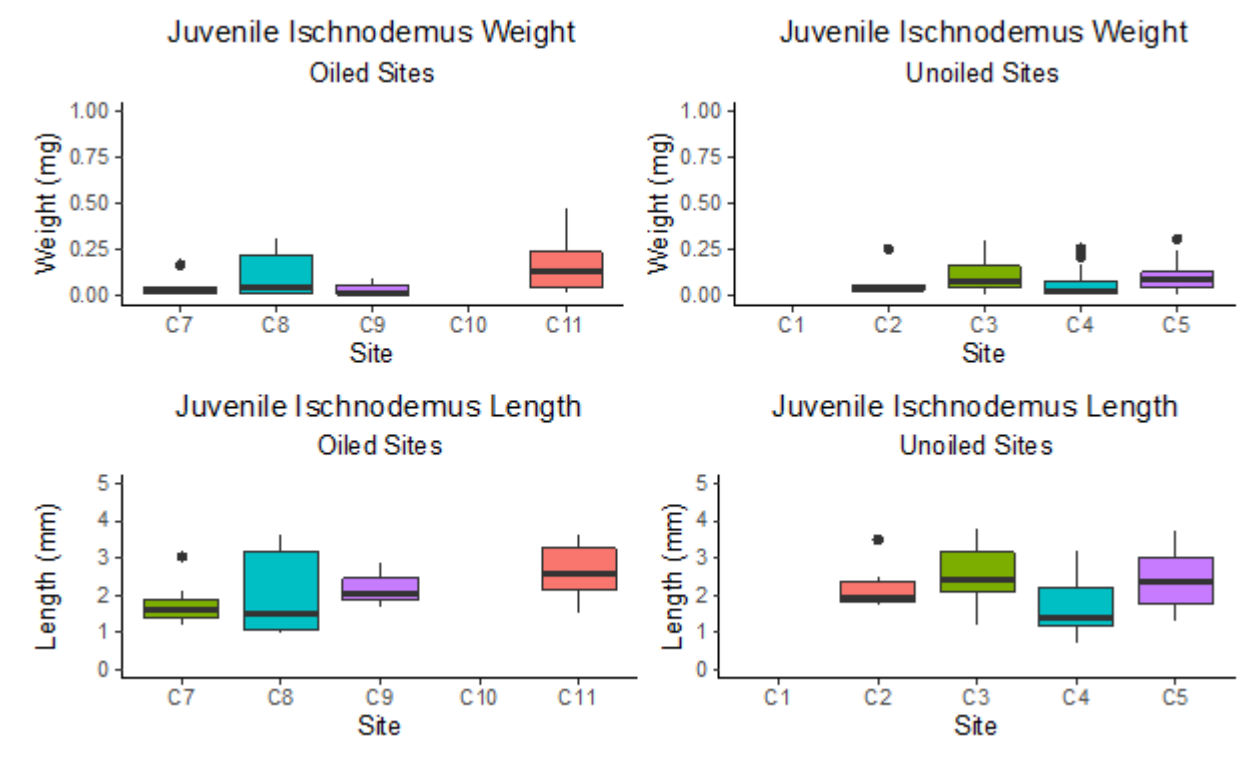 Juvenile Ischnodemus Weight
Oiled Sites
Weight (mg)
1.00
0.75
0.50
0.25
0.00
C7 C8 C9 C10 C11
Site
Juvenile Ischnodemus Weight
Unoiled Sites
Weight (mg)
1.00
0.75
0.50
0.25
0.00
C1 C2 C3 C4 C5
Site
Juvenile Ischnodemus Length
Oiled Sites
Length (mm)
5
4
3
2
1
0
C7 C8 C9 C10 C11
Site
Juvenile Ischnodemus Length
Unoiled Sites
Length (mm)
5
4
3
2
1
0
C1 C2 C3 C4 C5
Site